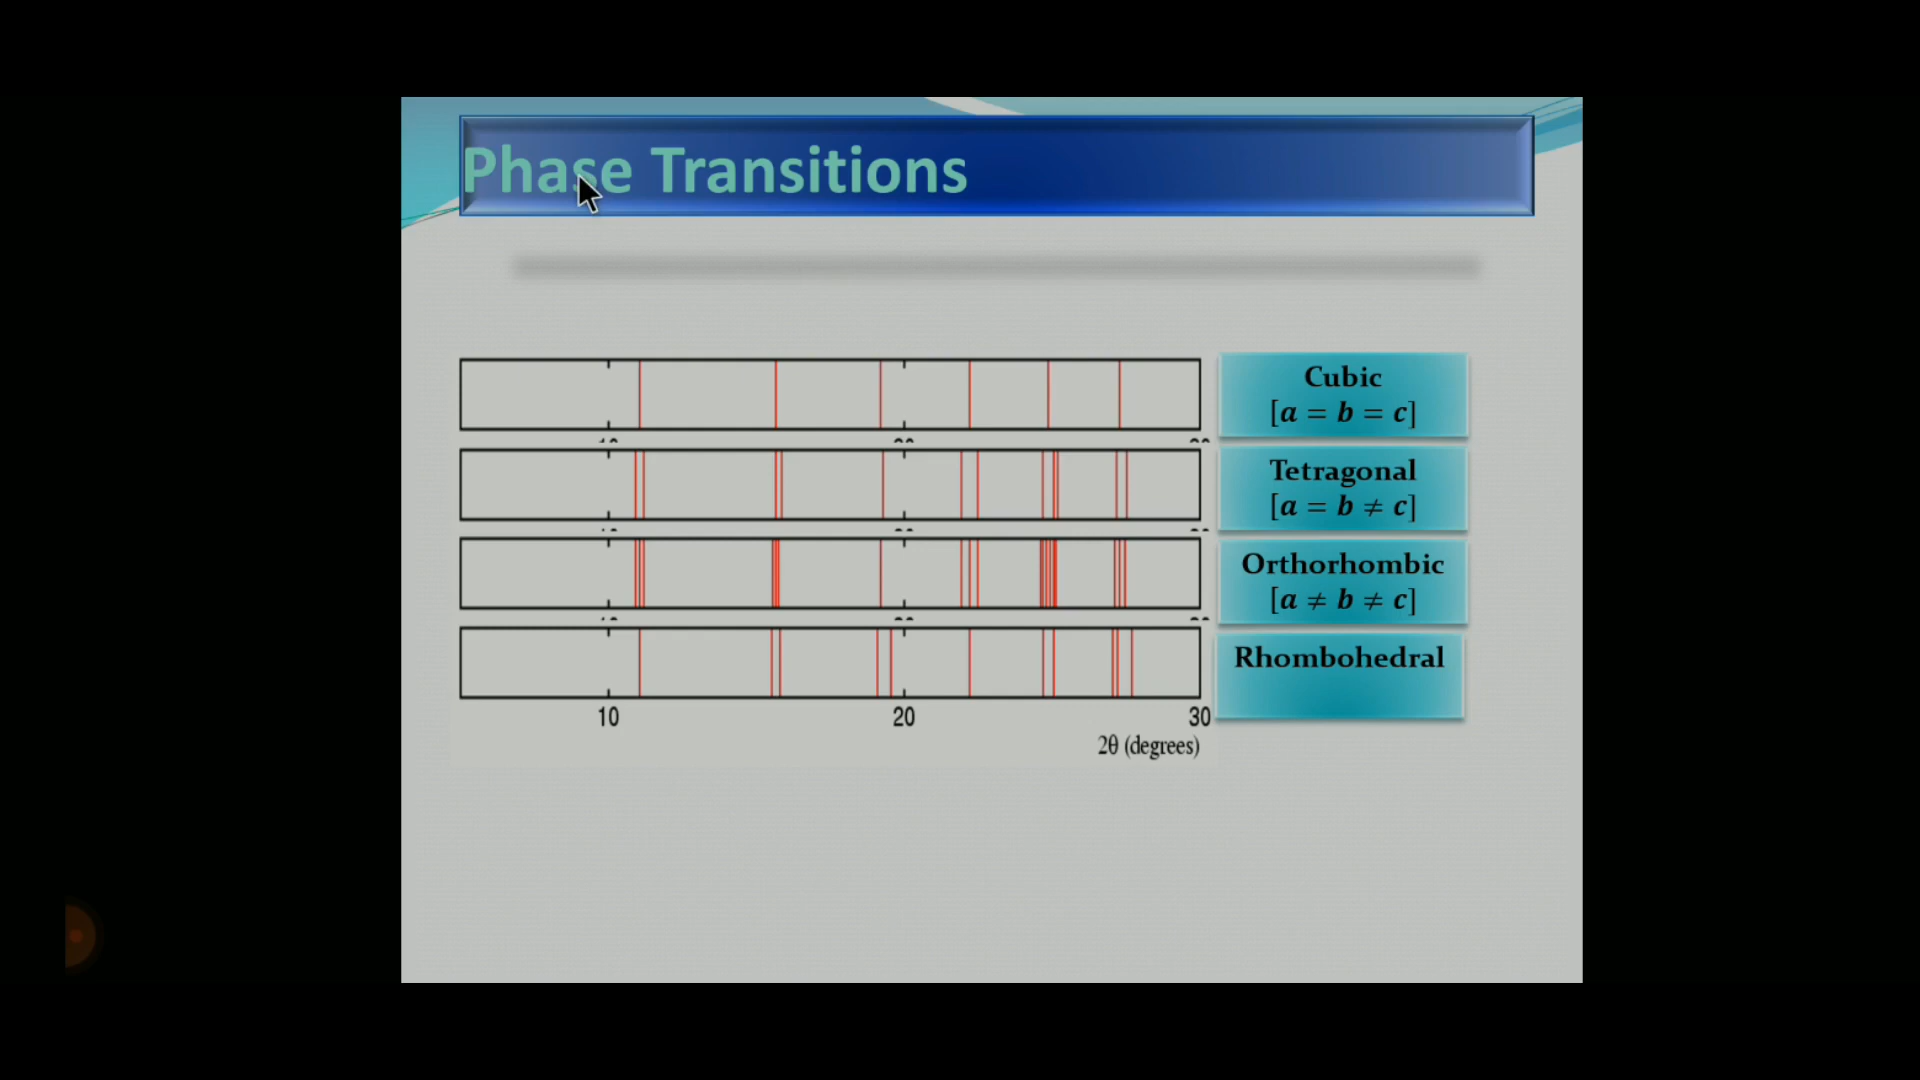 Phase Transitions
Cubic
[a = b = c]
Tetragonal
[a = b ≠ c]
Orthorhombic
[a ≠ b ≠ c]
Rhombohedral
10 20 30
2θ (degrees)